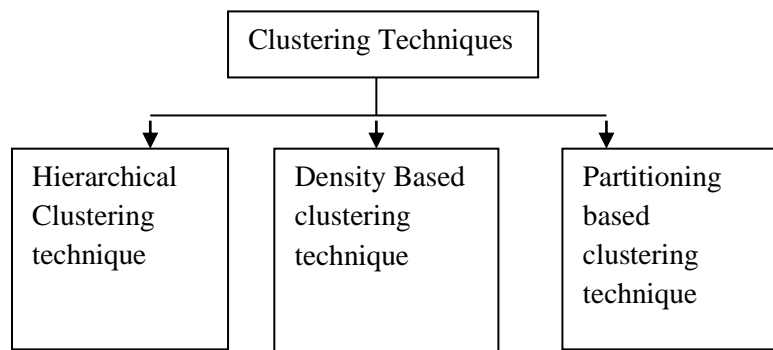 Clustering Techniques
Hierarchical
Clustering
technique
Density Based
clustering
technique
Partitioning
based
clustering
technique